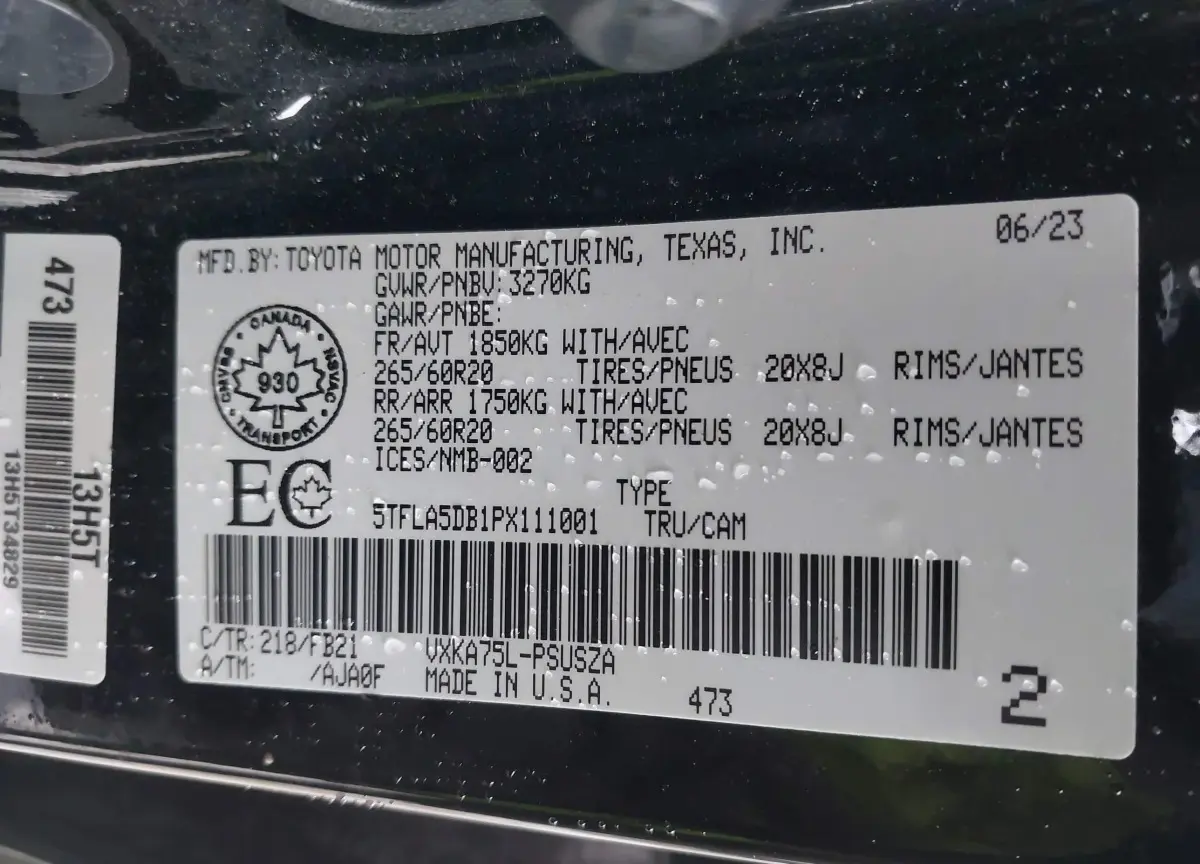 MFD.BY:TOYOTA MOTOR MANUFACTURING, TEXAS, INC. 06/23
GVWR/PNBV:3270KG
GAWR/PNBE:
FR/AVT 1850KG WITH/AVEC
265/60R20 TIRES/PNEUS 20X8J RIMS/JANTES
RR/ARR 1750KG WITH/AVEC
265/60R20 TIRES/PNEUS 20X8J RIMS/JANTES
ICES/NMB-002
CANADA
CMVSS NSVAC
930
TRANSPORT
EC
TYPE
5TFLA5DB1PX111001 TRU/CAM
C/TR:218/FB21 VXKA75L-PSUSZA
A/TM: /AJA0F MADE IN U.S.A. 473
2
473
13H5T
13H5T34829